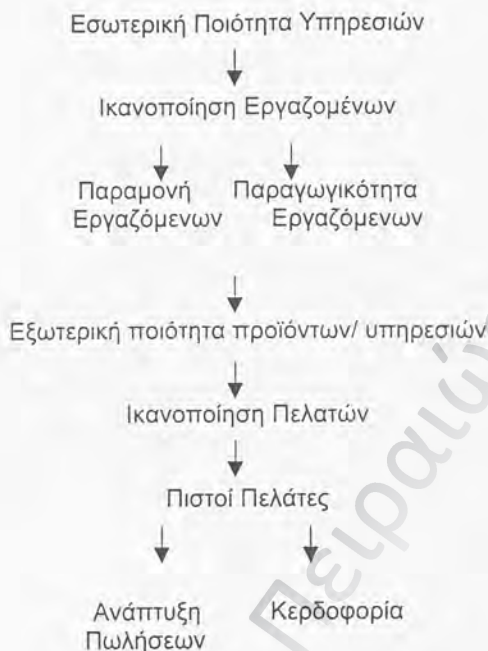 Εσωτερική Ποιότητα Υπηρεσιών
Ικανοποίηση Εργαζομένων
Παραμονή Εργαζόμενων
Παραγωγικότητα Εργαζόμενων
Εξωτερική ποιότητα προϊόντων/ υπηρεσιών
Ικανοποίηση Πελατών
Πιστοί Πελάτες
Ανάπτυξη Πωλήσεων
Κερδοφορία
Πειραιώ